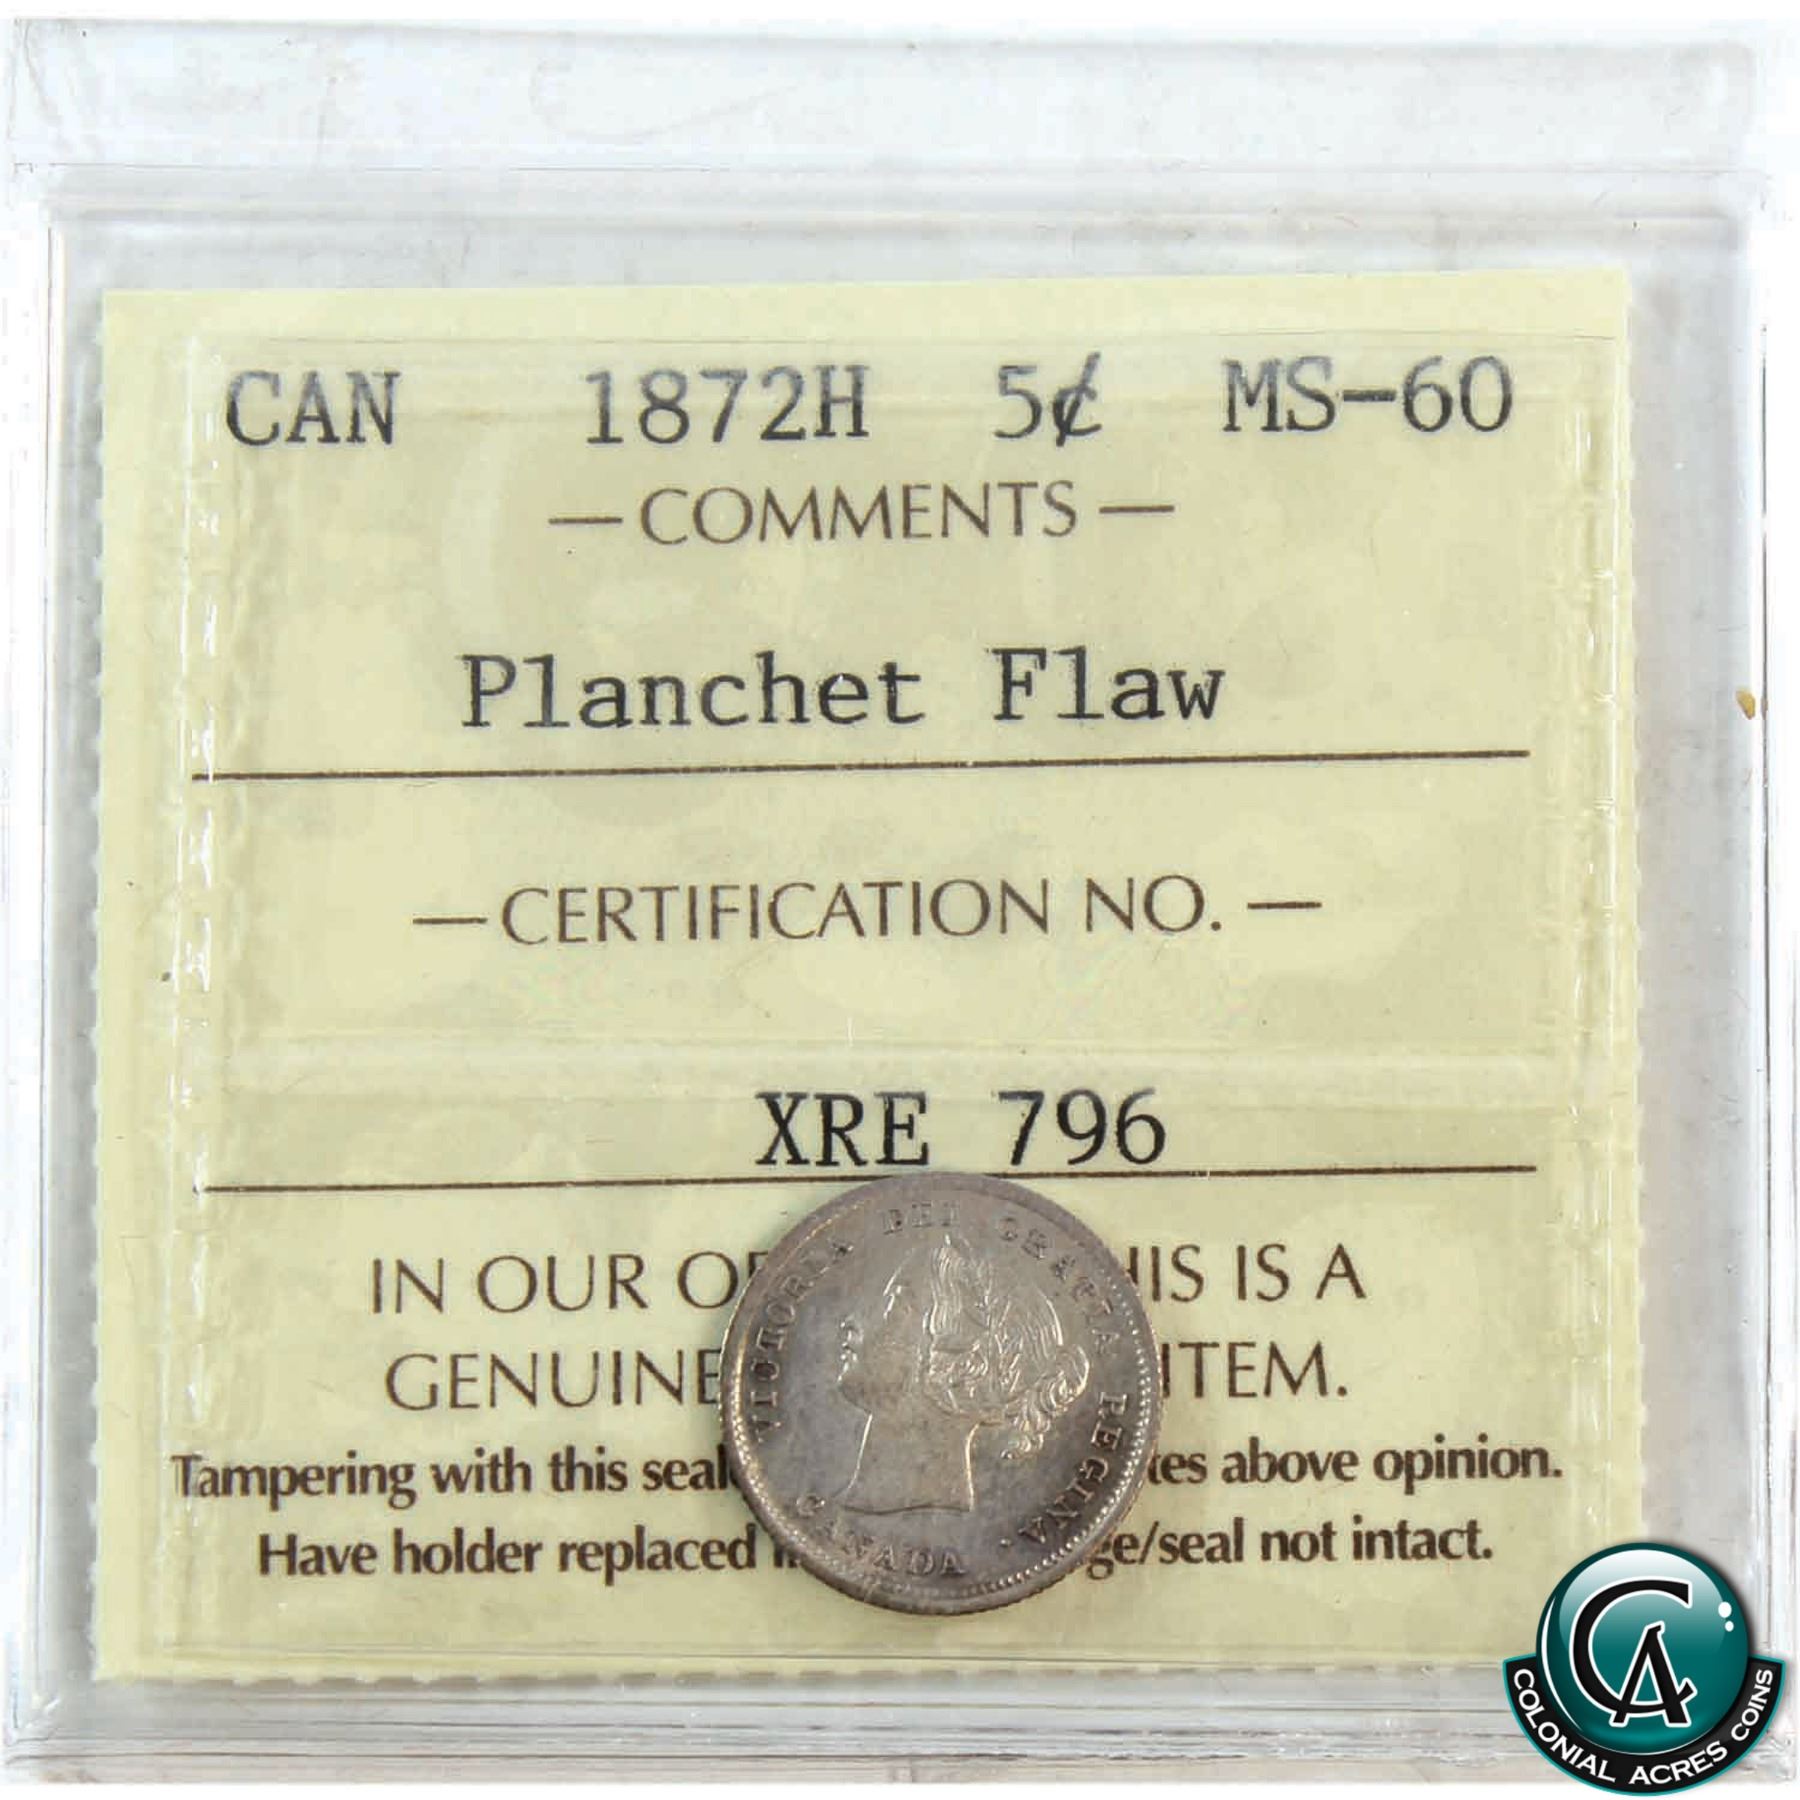 CAN 1872H 5¢ MS-60
— COMMENTS —
Planchet Flaw
— CERTIFICATION NO. —
XRE 796
IN OUR HIS IS A
GENUINE ITEM.
Tampering with this seal above opinion.
Have holder replaced /seal not intact.
VICTORIA DEI GRATIA REGINA.
CANADA
CA
COLONIAL ACRES COINS